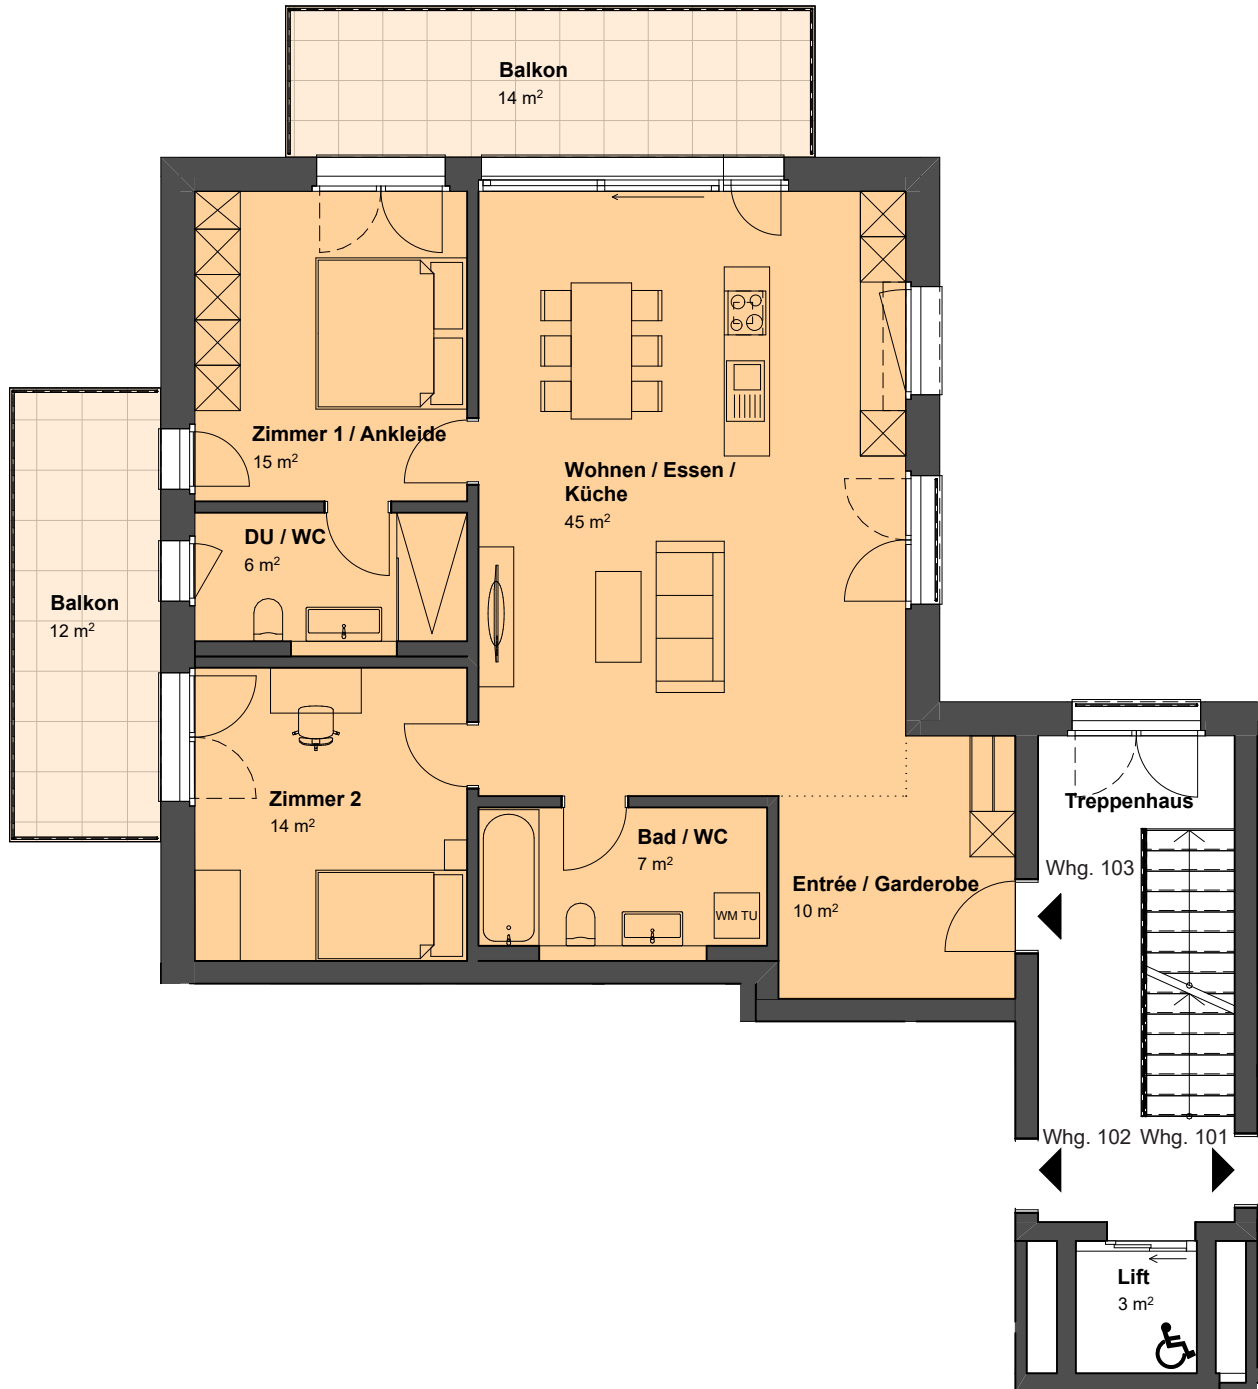 Balkon
14 m²
Zimmer 1 / Ankleide
15 m²
Wohnen / Essen /
Küche
45 m²
DU / WC
6 m²
Balkon
12 m²
Zimmer 2
14 m²
Treppenhaus
Bad / WC
7 m²
WM TU
Entrée / Garderobe
10 m²
Whg. 103
Whg. 102 Whg. 101
Lift
3 m²